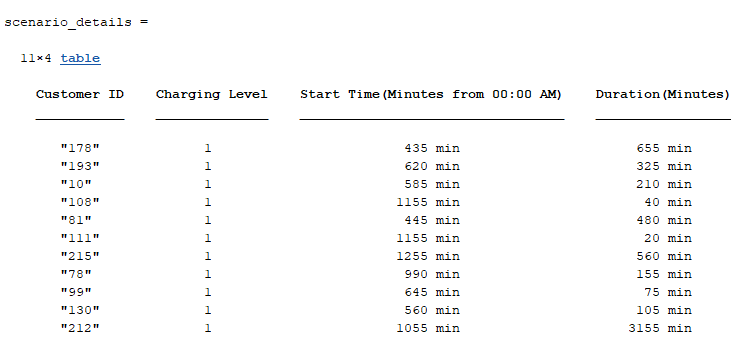 scenario_details =
11×4 table
Customer ID    Charging Level    Start Time(Minutes from 00:00 AM)    Duration(Minutes)
"178"    1    435 min    655 min
"193"    1    620 min    325 min
"10"    1    585 min    210 min
"108"    1    1155 min    40 min
"81"    1    445 min    480 min
"111"    1    1155 min    20 min
"215"    1    1255 min    560 min
"78"    1    990 min    155 min
"99"    1    645 min    75 min
"130"    1    560 min    105 min
"212"    1    1055 min    3155 min